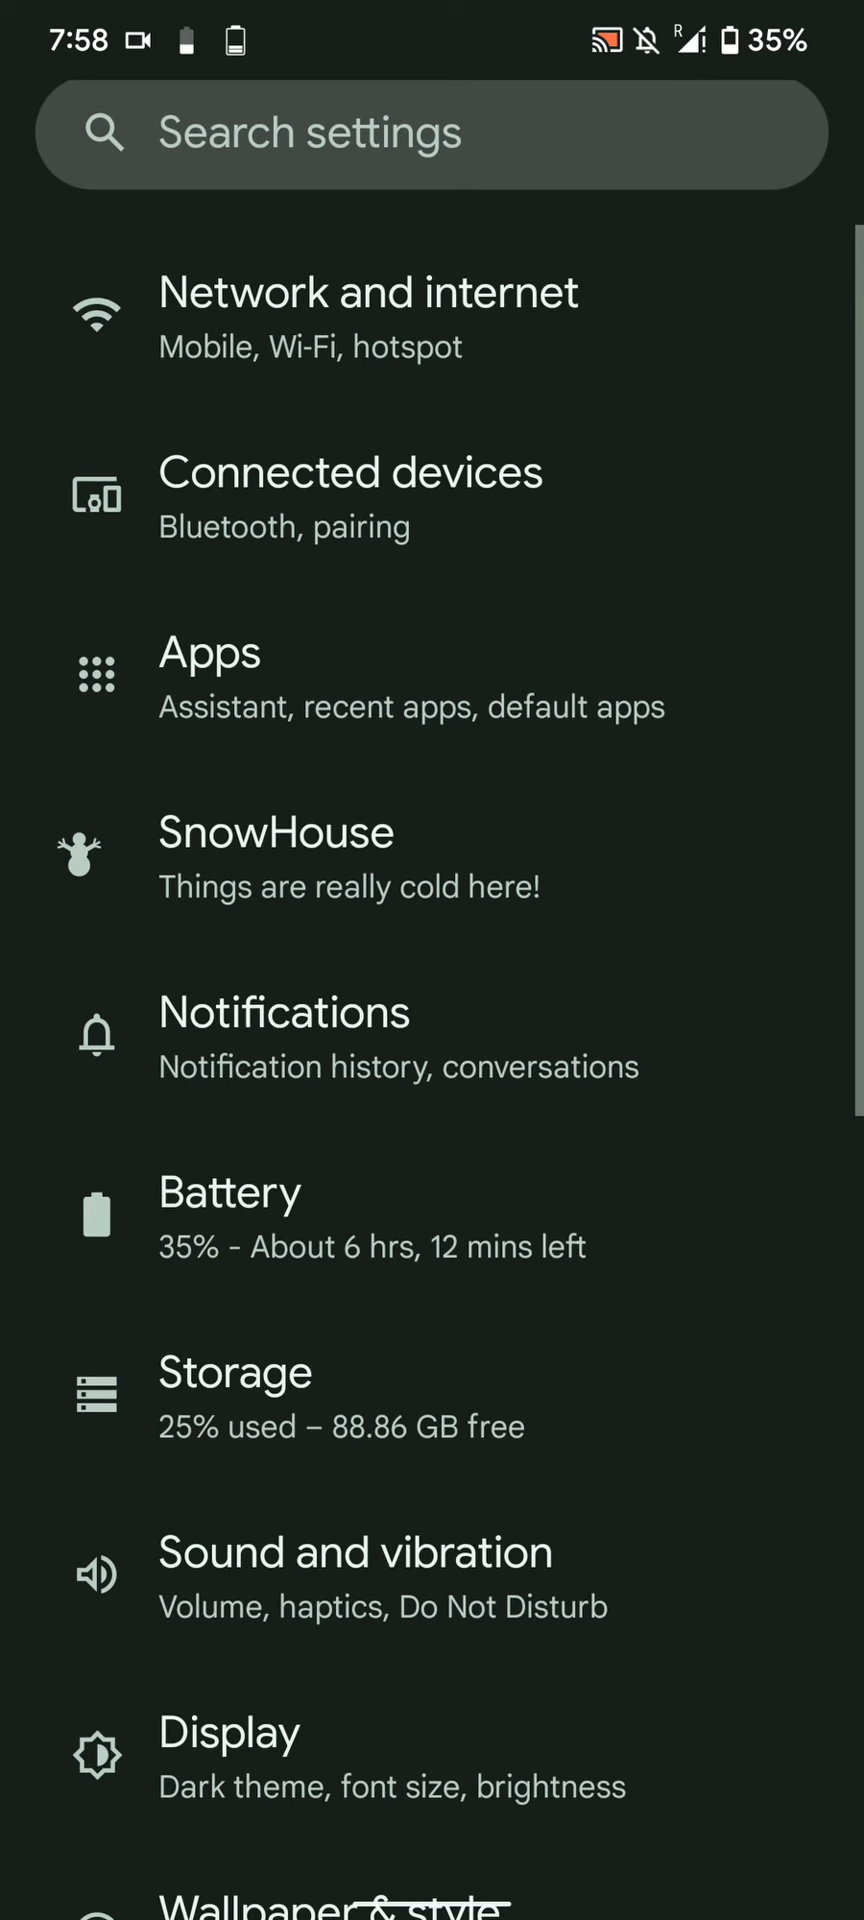 7:58 R 35%
Search settings
Network and internet
Mobile, Wi-Fi, hotspot
Connected devices
Bluetooth, pairing
Apps
Assistant, recent apps, default apps
SnowHouse
Things are really cold here!
Notifications
Notification history, conversations
Battery
35% - About 6 hrs, 12 mins left
Storage
25% used – 88.86 GB free
Sound and vibration
Volume, haptics, Do Not Disturb
Display
Dark theme, font size, brightness
Wallpaper & style